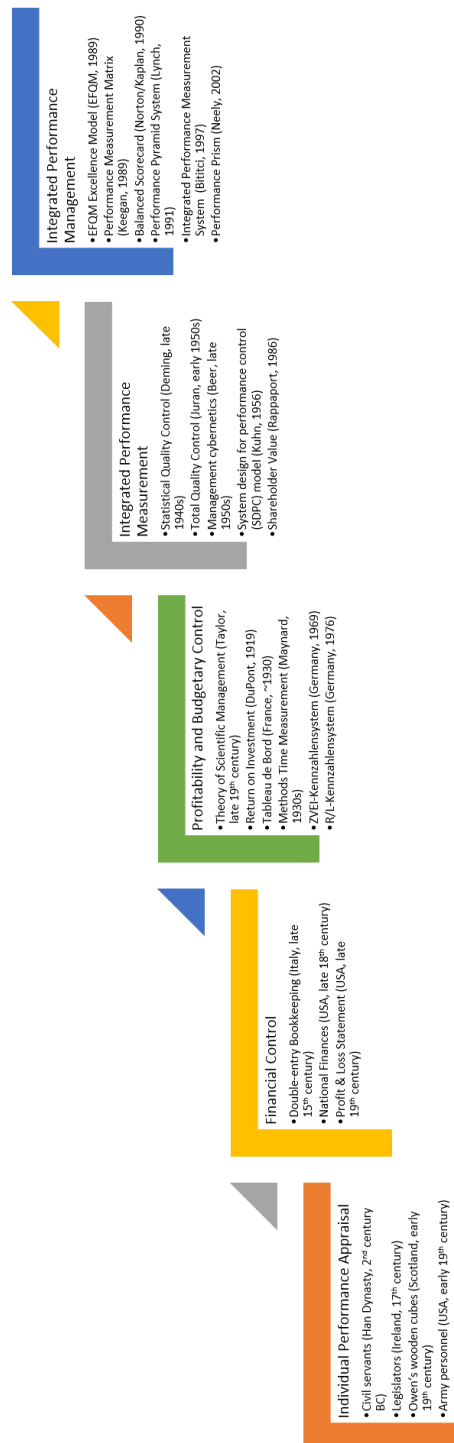 Individual Performance Appraisal
•Civil servants (Han Dynasty, 2nd century
BC)
•Legislators (Ireland, 17th century)
•Owen's wooden cubes (Scotland, early
19th century)
•Army personnel (USA, early 19th century)
Financial Control
•Double-entry Bookkeeping (Italy, late
15th century)
•National Finances (USA, late 18th century)
•Profit & Loss Statement (USA, late
19th century)
Profitability and Budgetary Control
•Theory of Scientific Management (Taylor,
late 19th century)
•Return on Investment (DuPont, 1919)
•Tableau de Bord (France, ~1930)
•Methods Time Measurement (Maynard,
1930s)
•ZVEI-Kennzahlensystem (Germany, 1969)
•R/L-Kennzahlensystem (Germany, 1976)
Integrated Performance
Measurement
•Statistical Quality Control (Deming, late
1940s)
•Total Quality Control (Juran, early 1950s)
•Management cybernetics (Beer, late
1950s)
•System design for performance control
(SDPC) model (Kuhn, 1956)
•Shareholder Value (Rappaport, 1986)
Integrated Performance
Management
•EFQM Excellence Model (EFQM, 1989)
•Performance Measurement Matrix
(Keegan, 1989)
•Balanced Scorecard (Norton/Kaplan, 1990)
•Performance Pyramid System (Lynch,
1991)
•Integrated Performance Measurement
System (Bititci, 1997)
•Performance Prism (Neely, 2002)